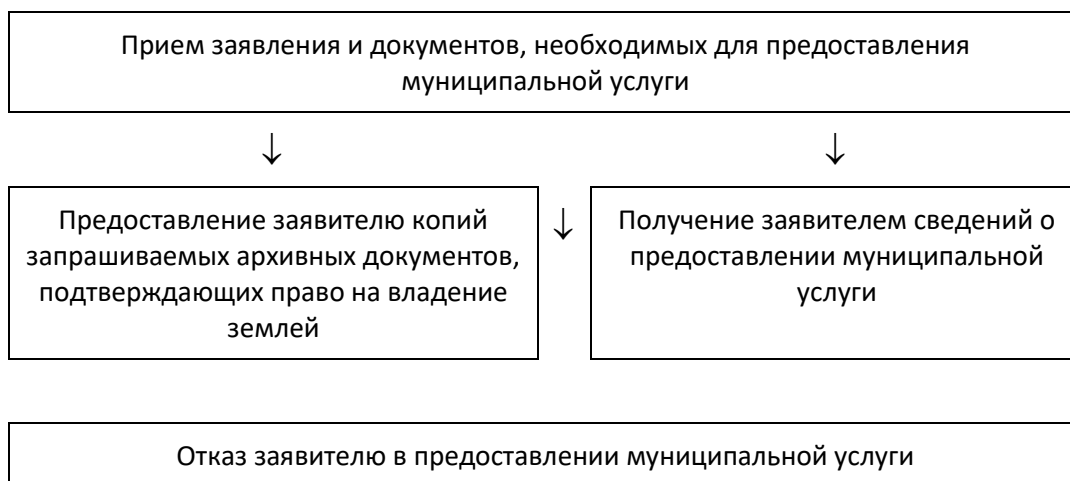 Прием заявления и документов, необходимых для предоставления
муниципальной услуги
↓ ↓
Предоставление заявителю копий
запрашиваемых архивных документов,
подтверждающих право на владение
землей
↓
Получение заявителем сведений о
предоставлении муниципальной
услуги
Отказ заявителю в предоставлении муниципальной услуги